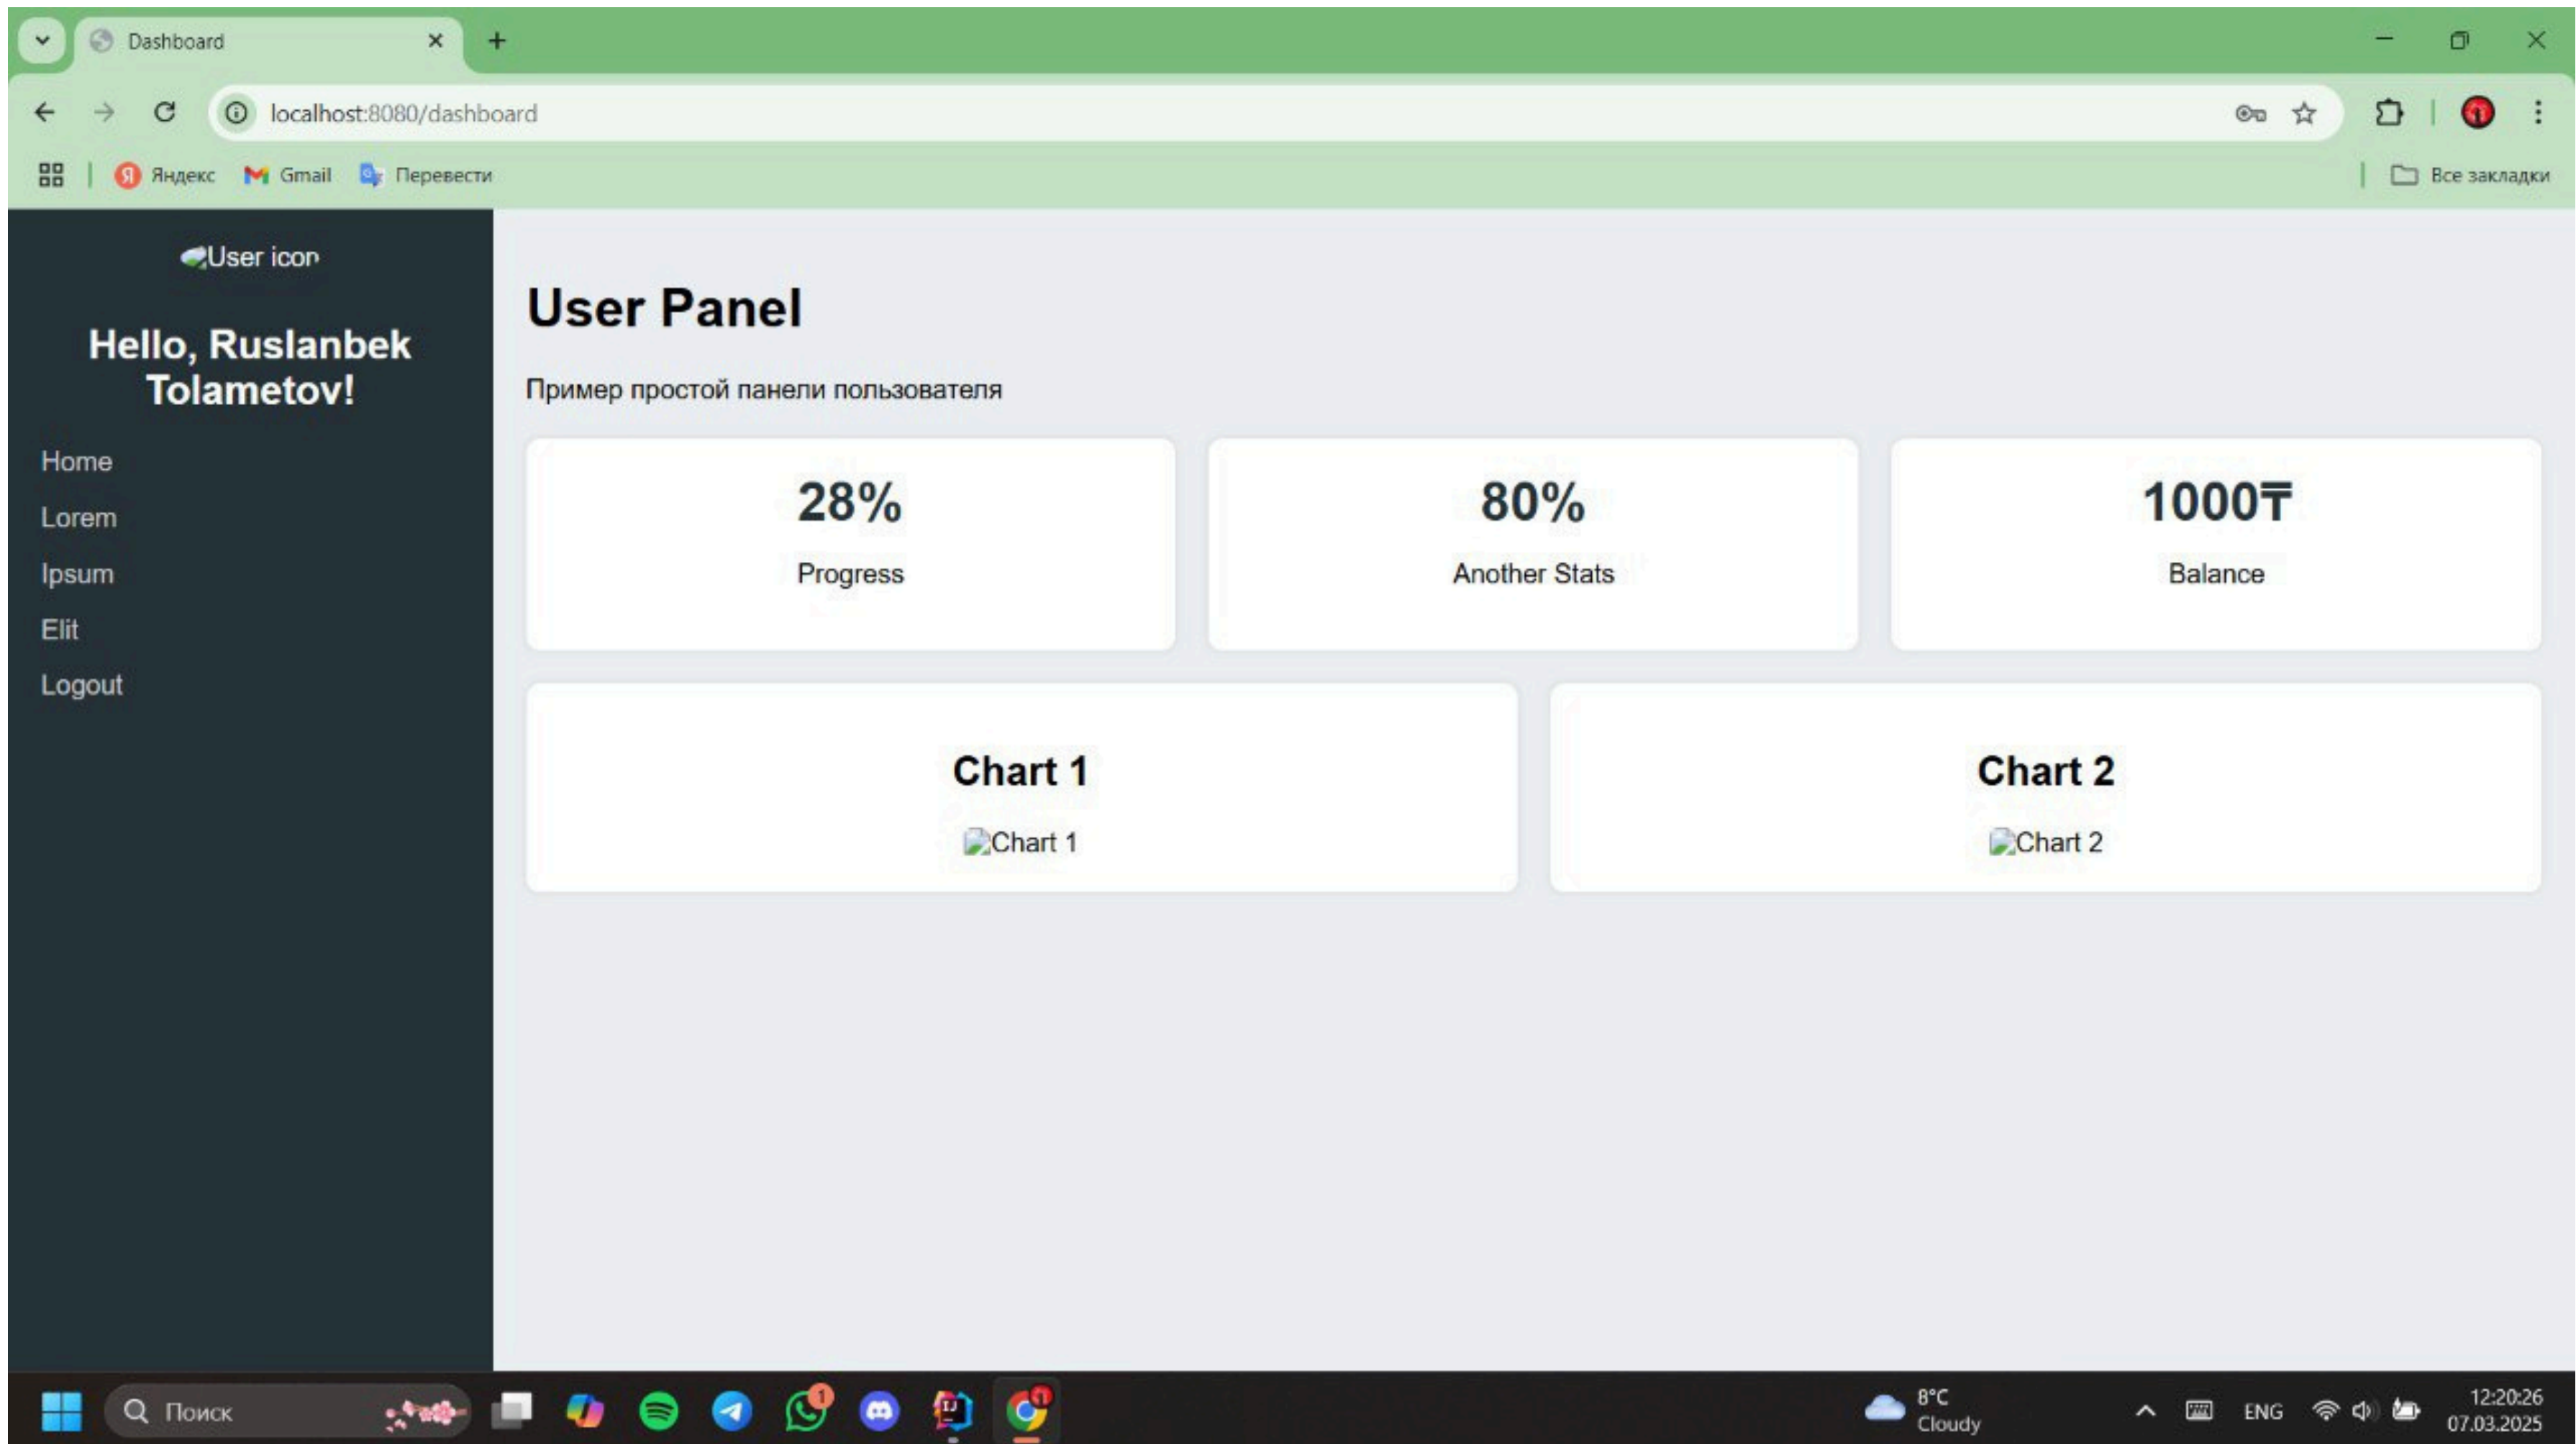 Dashboard
localhost:8080/dashboard
Яндекс
Gmail
Перевести
Все закладки
User icon
Hello, Ruslanbek
Tolametov!
Home
Lorem
Ipsum
Elit
Logout
User Panel
Пример простой панели пользователя
28%
Progress
80%
Another Stats
1000₸
Balance
Chart 1
Chart 1
Chart 2
Chart 2
Поиск
1
8°C
Cloudy
ENG
12:20:26
07.03.2025